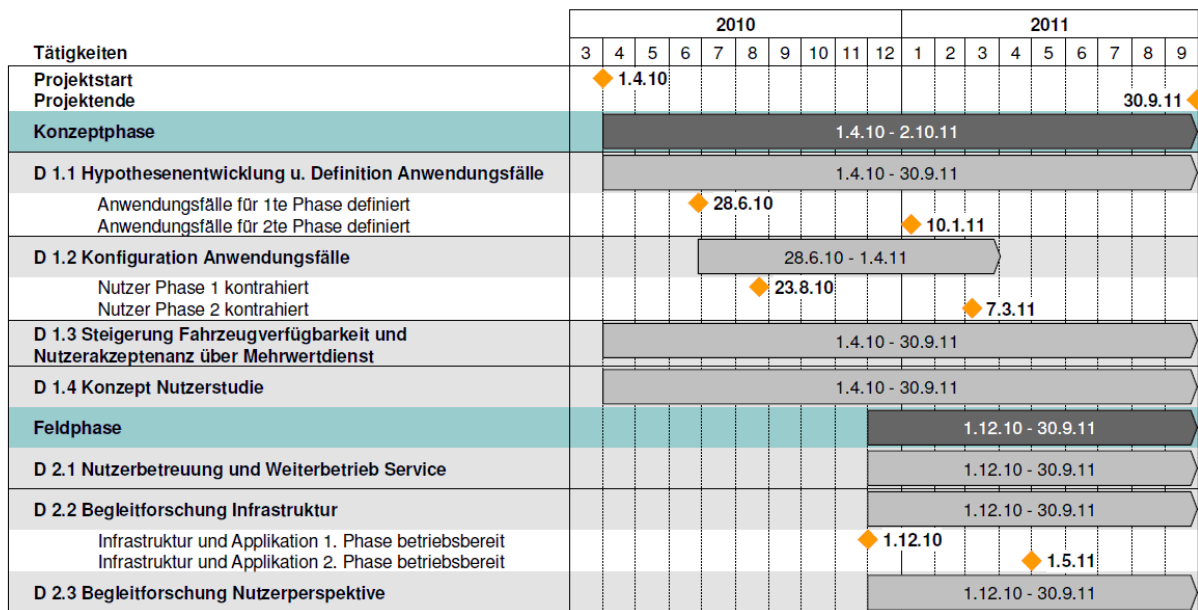 2010 2011
Tätigkeiten 3 4 5 6 7 8 9 10 11 12 1 2 3 4 5 6 7 8 9
Projektstart 1.4.10
Projektende 30.9.11
Konzeptphase 1.4.10 - 2.10.11
D 1.1 Hypothesenentwicklung u. Definition Anwendungsfälle 1.4.10 - 30.9.11
Anwendungsfälle für 1te Phase definiert 28.6.10
Anwendungsfälle für 2te Phase definiert 10.1.11
D 1.2 Konfiguration Anwendungsfälle 28.6.10 - 1.4.11
Nutzer Phase 1 kontrahiert 23.8.10
Nutzer Phase 2 kontrahiert 7.3.11
D 1.3 Steigerung Fahrzeugverfügbarkeit und
Nutzerakzeptenanz über Mehrwertdienst 1.4.10 - 30.9.11
D 1.4 Konzept Nutzerstudie 1.4.10 - 30.9.11
Feldphase 1.12.10 - 30.9.11
D 2.1 Nutzerbetreuung und Weiterbetrieb Service 1.12.10 - 30.9.11
D 2.2 Begleitforschung Infrastruktur 1.12.10 - 30.9.11
Infrastruktur und Applikation 1. Phase betriebsbereit 1.12.10
Infrastruktur und Applikation 2. Phase betriebsbereit 1.5.11
D 2.3 Begleitforschung Nutzerperspektive 1.12.10 - 30.9.11